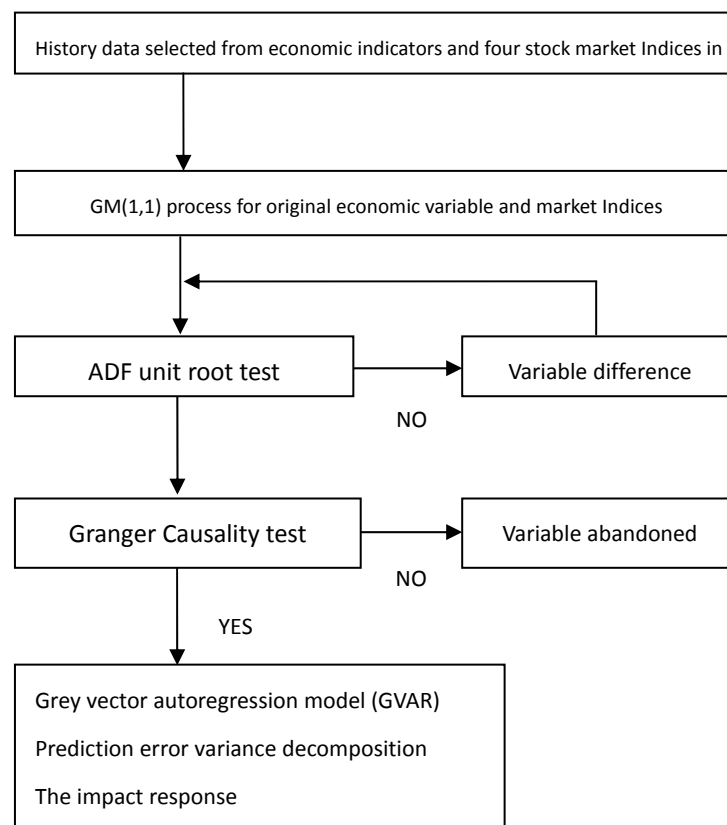 History data selected from economic indicators and four stock market Indices in
GM(1,1) process for original economic variable and market Indices
ADF unit root test
Variable difference
NO
Granger Causality test
Variable abandoned
NO
YES
Grey vector autoregression model (GVAR)
Prediction error variance decomposition
The impact response